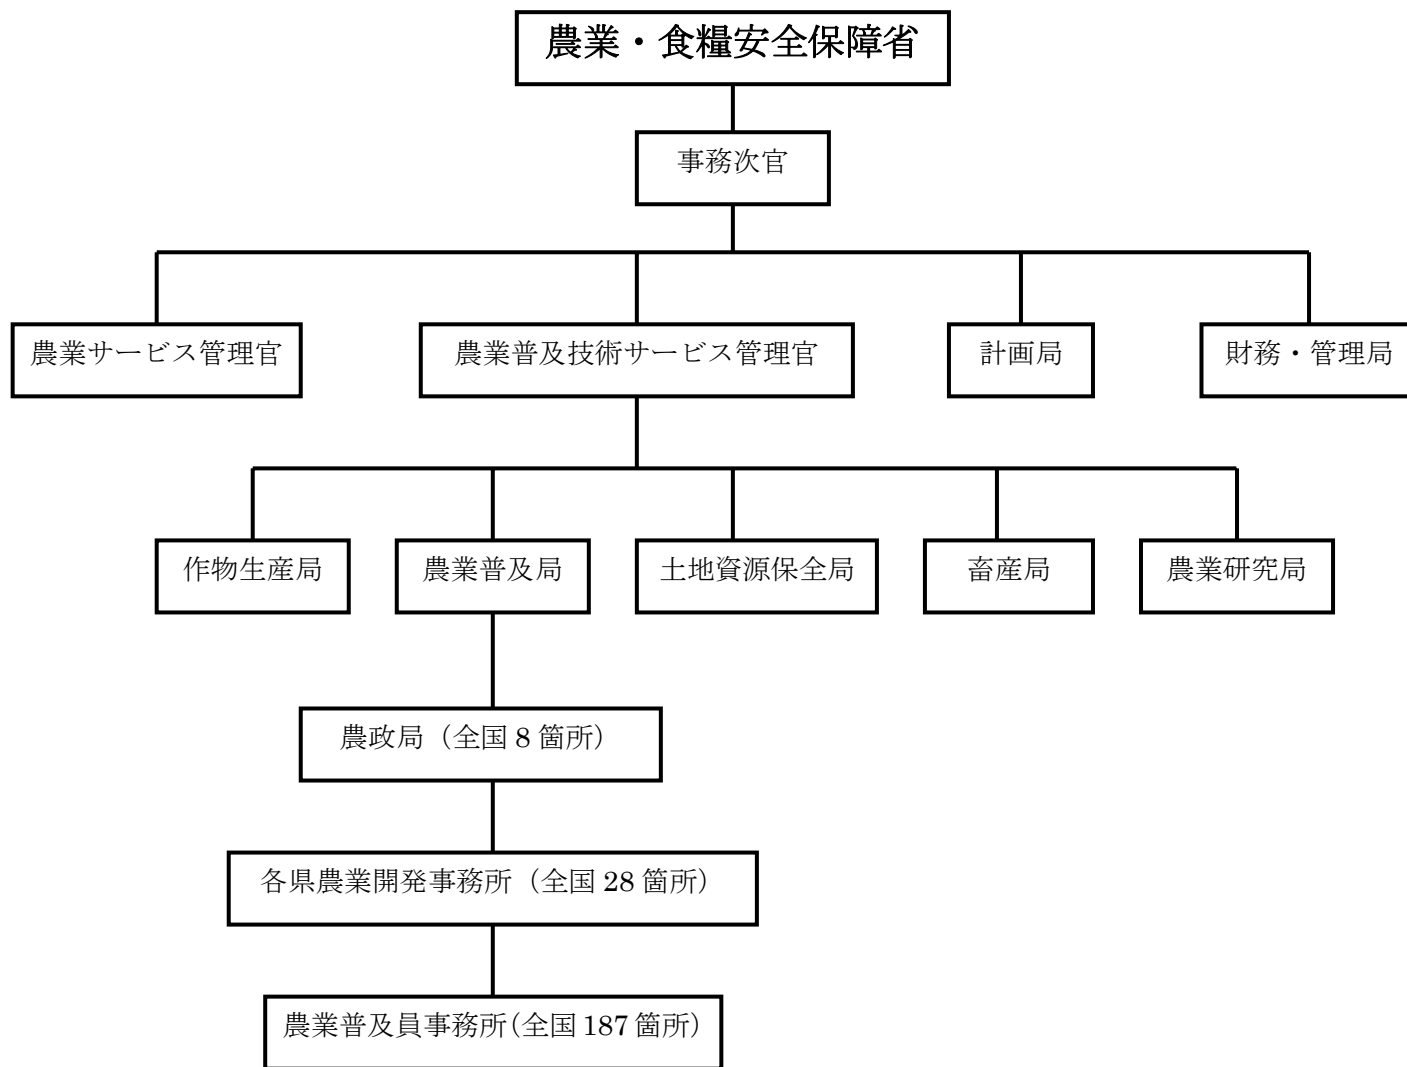 農業・食糧安全保障省
事務次官
農業サービス管理官
農業普及技術サービス管理官
計画局
財務・管理局
作物生産局
農業普及局
土地資源保全局
畜産局
農業研究局
農政局（全国 8 箇所）
各県農業開発事務所（全国 28 箇所）
農業普及員事務所(全国 187 箇所)